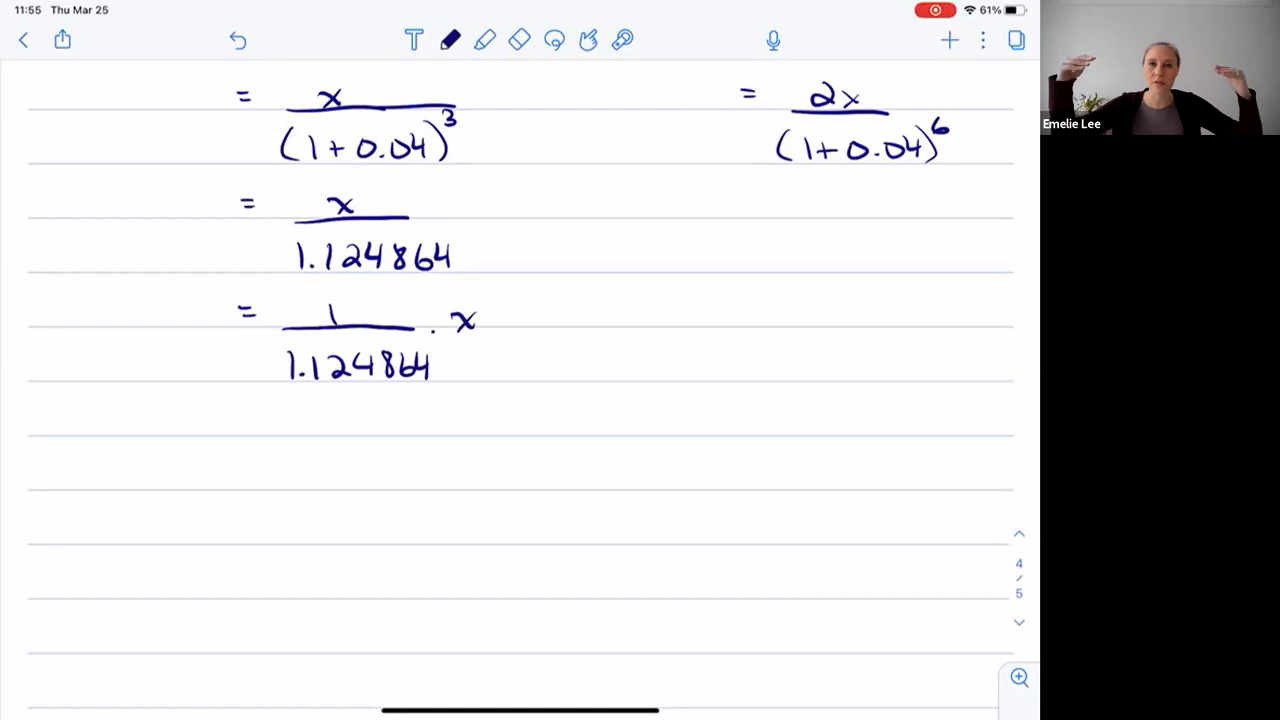 11:55 Thu Mar 25
61%
= x / (1+0.04)^3
= 2x / (1+0.04)^6
Emelie Lee
= x / 1.124864
= 1 / 1.124864 . x
4
/
5